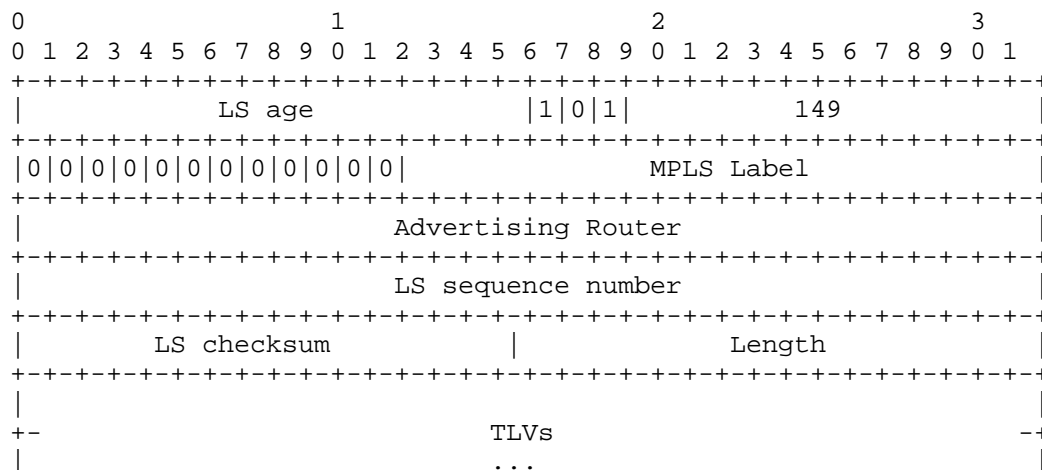 0                   1                   2                   3
0 1 2 3 4 5 6 7 8 9 0 1 2 3 4 5 6 7 8 9 0 1 2 3 4 5 6 7 8 9 0 1
+-+-+-+-+-+-+-+-+-+-+-+-+-+-+-+-+-+-+-+-+-+-+-+-+-+-+-+-+-+-+-+-+
|            LS age             |1|0|1|          149            |
+-+-+-+-+-+-+-+-+-+-+-+-+-+-+-+-+-+-+-+-+-+-+-+-+-+-+-+-+-+-+-+-+
|0|0|0|0|0|0|0|0|0|0|0|0|               MPLS Label              |
+-+-+-+-+-+-+-+-+-+-+-+-+-+-+-+-+-+-+-+-+-+-+-+-+-+-+-+-+-+-+-+-+
|                       Advertising Router                      |
+-+-+-+-+-+-+-+-+-+-+-+-+-+-+-+-+-+-+-+-+-+-+-+-+-+-+-+-+-+-+-+-+
|                       LS sequence number                      |
+-+-+-+-+-+-+-+-+-+-+-+-+-+-+-+-+-+-+-+-+-+-+-+-+-+-+-+-+-+-+-+-+
|        LS checksum           |             Length             |
+-+-+-+-+-+-+-+-+-+-+-+-+-+-+-+-+-+-+-+-+-+-+-+-+-+-+-+-+-+-+-+-+
|                                                               |
+-                            TLVs                             -+
|                             ...                               |